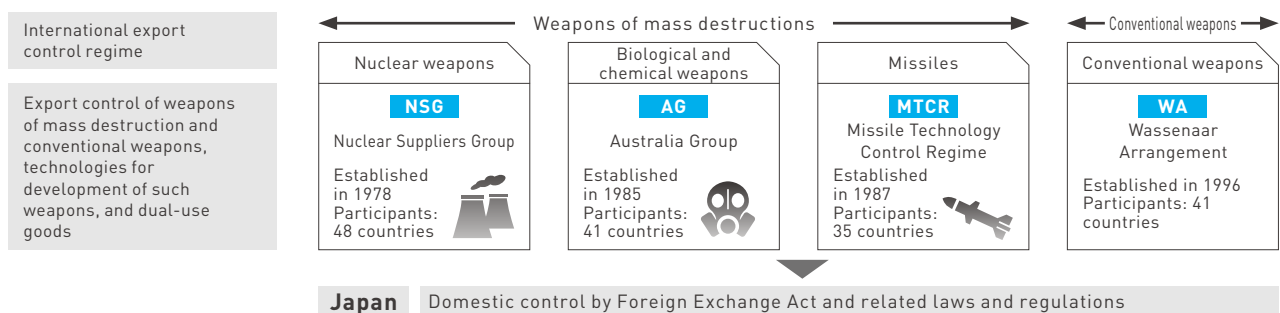 International export
control regime
Export control of weapons
of mass destruction and
conventional weapons,
technologies for
development of such
weapons, and dual-use
goods
Weapons of mass destructions
Conventional weapons
Nuclear weapons
NSG
Nuclear Suppliers Group
Established
in 1978
Participants:
48 countries
Biological and
chemical weapons
AG
Australia Group
Established
in 1985
Participants:
41 countries
Missiles
MTCR
Missile Technology
Control Regime
Established
in 1987
Participants:
35 countries
Conventional weapons
WA
Wassenaar
Arrangement
Established in 1996
Participants: 41
countries
Japan
Domestic control by Foreign Exchange Act and related laws and regulations